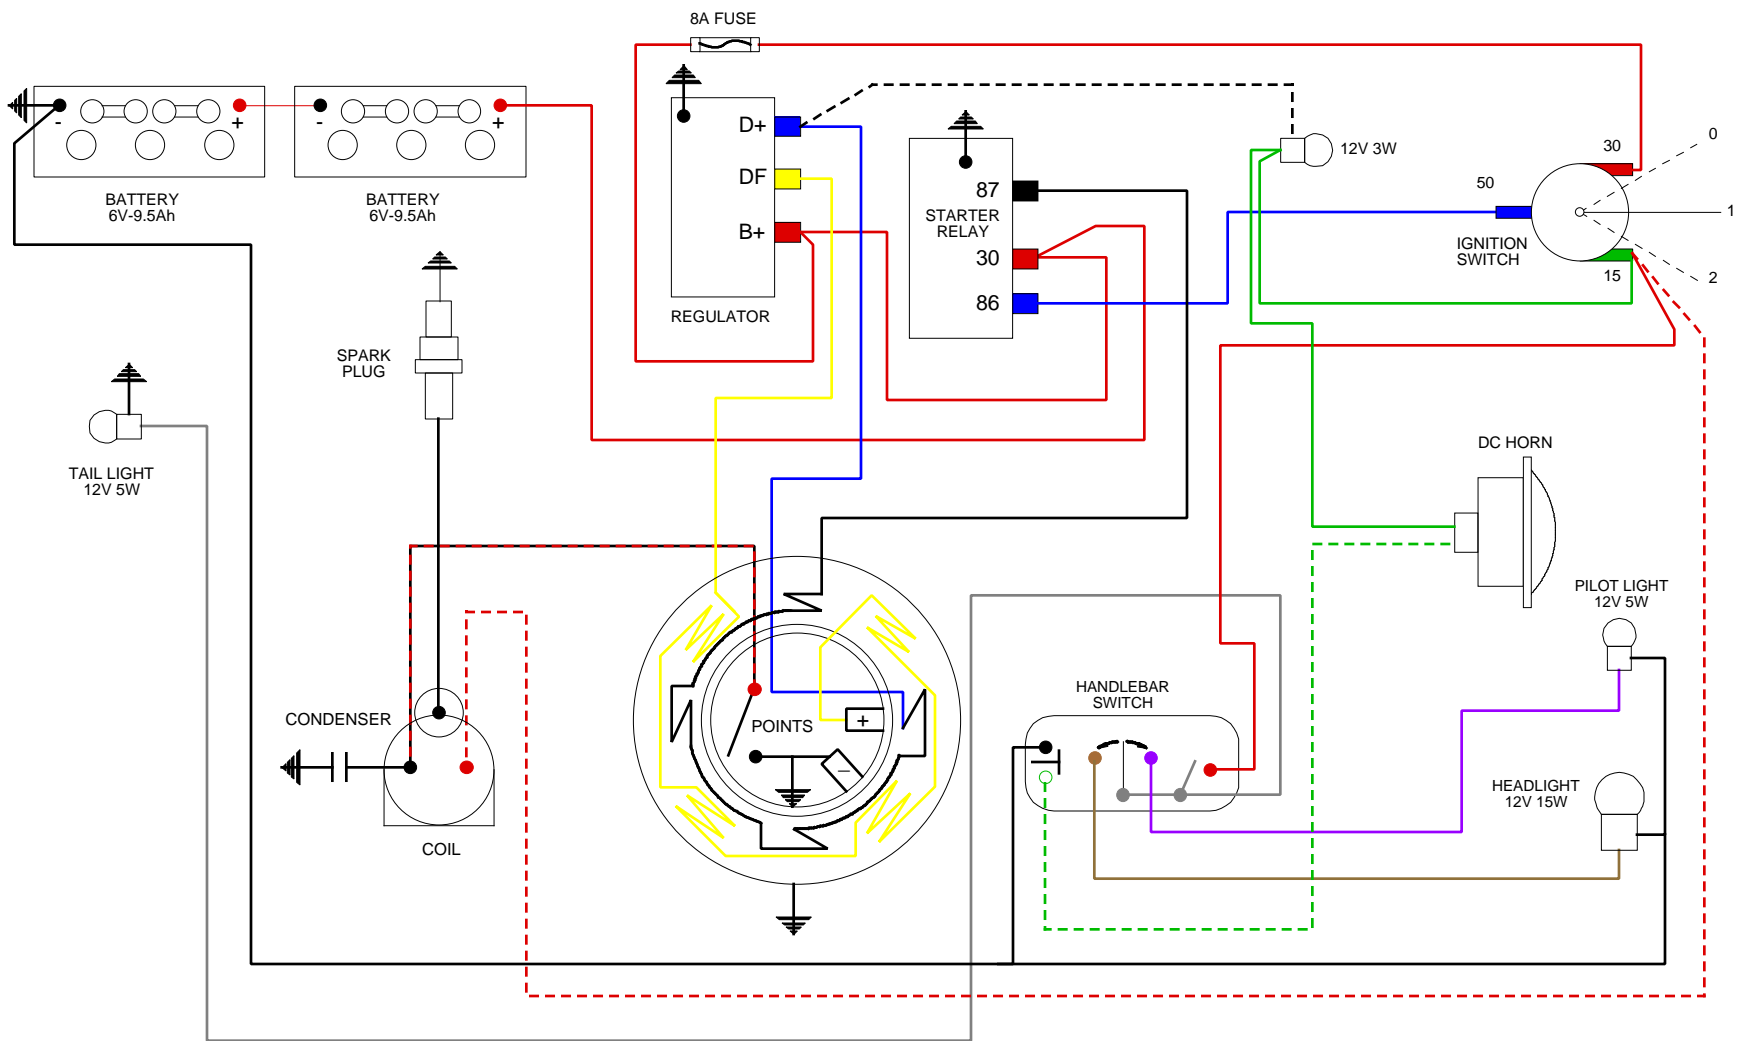 8A FUSE
-
+
-
+
BATTERY
6V-9.5Ah
BATTERY
6V-9.5Ah
D+
DF
B+
REGULATOR
87
STARTER
RELAY
30
86
12V 3W
30
50
15
0
1
2
IGNITION
SWITCH
SPARK
PLUG
TAIL LIGHT
12V 5W
DC HORN
PILOT LIGHT
12V 5W
HANDLEBAR
SWITCH
CONDENSER
POINTS
+
-
HEADLIGHT
12V 15W
COIL